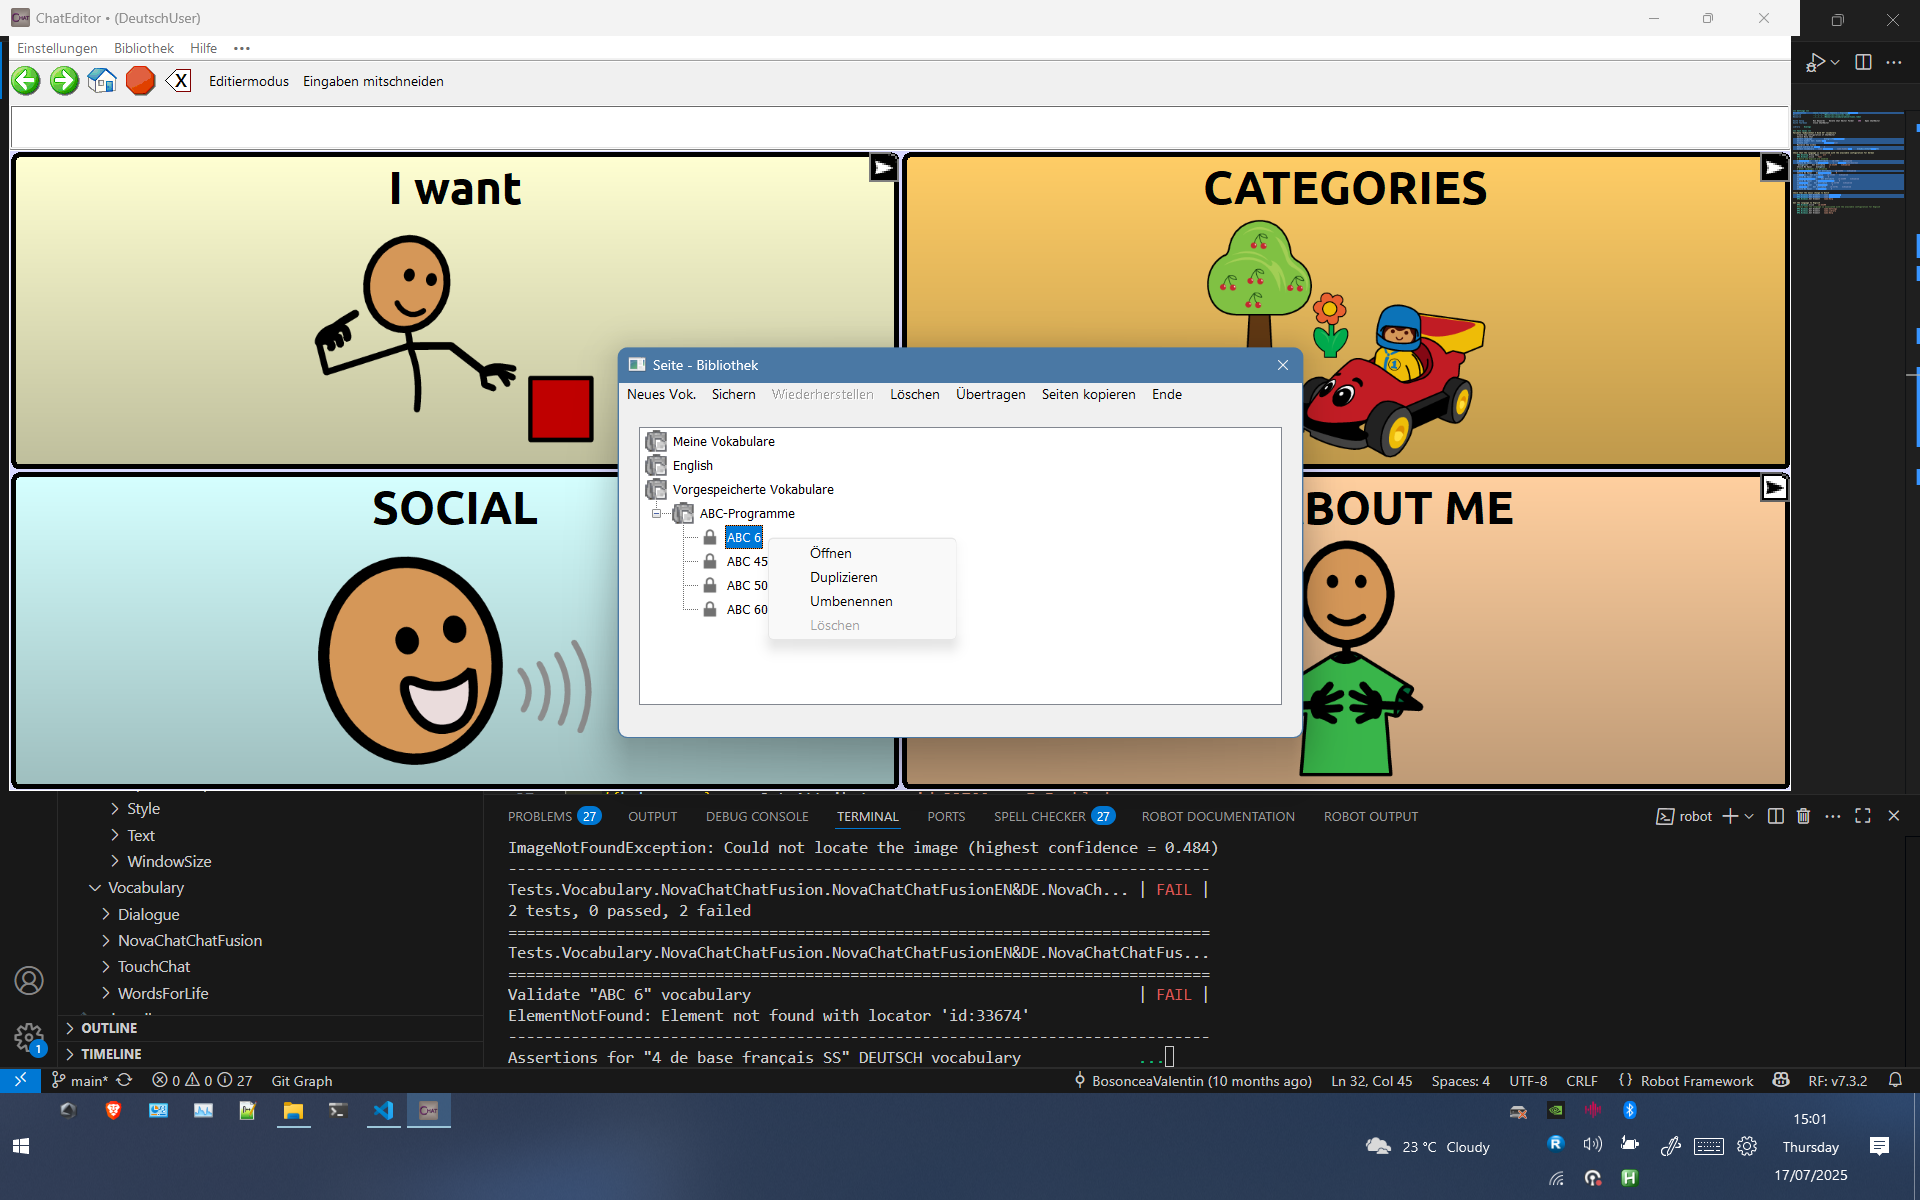 ChatEditor • (DeutschUser)
Einstellungen Bibliothek Hilfe •••
X Editiermodus Eingaben mitschneiden
I want
CATEGORIES
Seite - Bibliothek
Neues Vok. Sichern Wiederherstellen Löschen Übertragen Seiten kopieren Ende
Meine Vokabulare
English
Vorgespeicherte Vokabulare
ABC-Programme
ABC 6
ABC 45
ABC 50
ABC 60
Öffnen
Duplizieren
Umbenennen
Löschen
SOCIAL
BOUT ME
Style
Text
WindowSize
Vocabulary
Dialogue
NovaChatChatFusion
TouchChat
WordsForLife
OUTLINE
TIMELINE
PROBLEMS 27 OUTPUT DEBUG CONSOLE TERMINAL PORTS SPELL CHECKER 27 ROBOT DOCUMENTATION ROBOT OUTPUT robot
ImageNotFoundException: Could not locate the image (highest confidence = 0.484)
------------------------------------------------------------------------------
Tests.Vocabulary.NovaChatChatFusion.NovaChatChatFusionEN&DE.NovaCh... | FAIL |
2 tests, 0 passed, 2 failed
==============================================================================
Tests.Vocabulary.NovaChatChatFusion.NovaChatChatFusionEN&DE.NovaChatChatFus...
==============================================================================
Validate "ABC 6" vocabulary | FAIL |
ElementNotFound: Element not found with locator 'id:33674'
------------------------------------------------------------------------------
Assertions for "4 de base français SS" DEUTSCH vocabulary ...
1
main* 0 0 27 Git Graph BosonceaValentin (10 months ago) Ln 32, Col 45 Spaces: 4 UTF-8 CRLF {} Robot Framework RF: v7.3.2
23 °C Cloudy
15:01
Thursday
17/07/2025